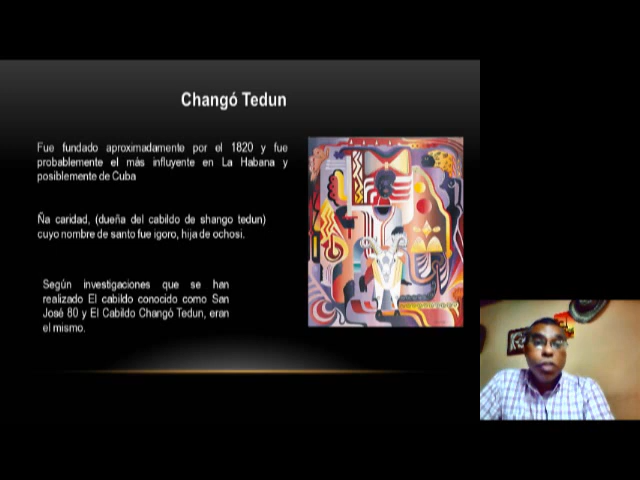 Changó Tedun
Fue fundado aproximadamente por el 1820 y fue
probablemente el más influyente en La Habana y
posiblemente de Cuba
Ña caridad, (dueña del cabildo de shango tedun)
cuyo nombre de santo fue igoro, hija de ochosi.
Según investigaciones que se han
realizado El cabildo conocido como San
José 80 y El Cabildo Changó Tedun, eran
el mismo.